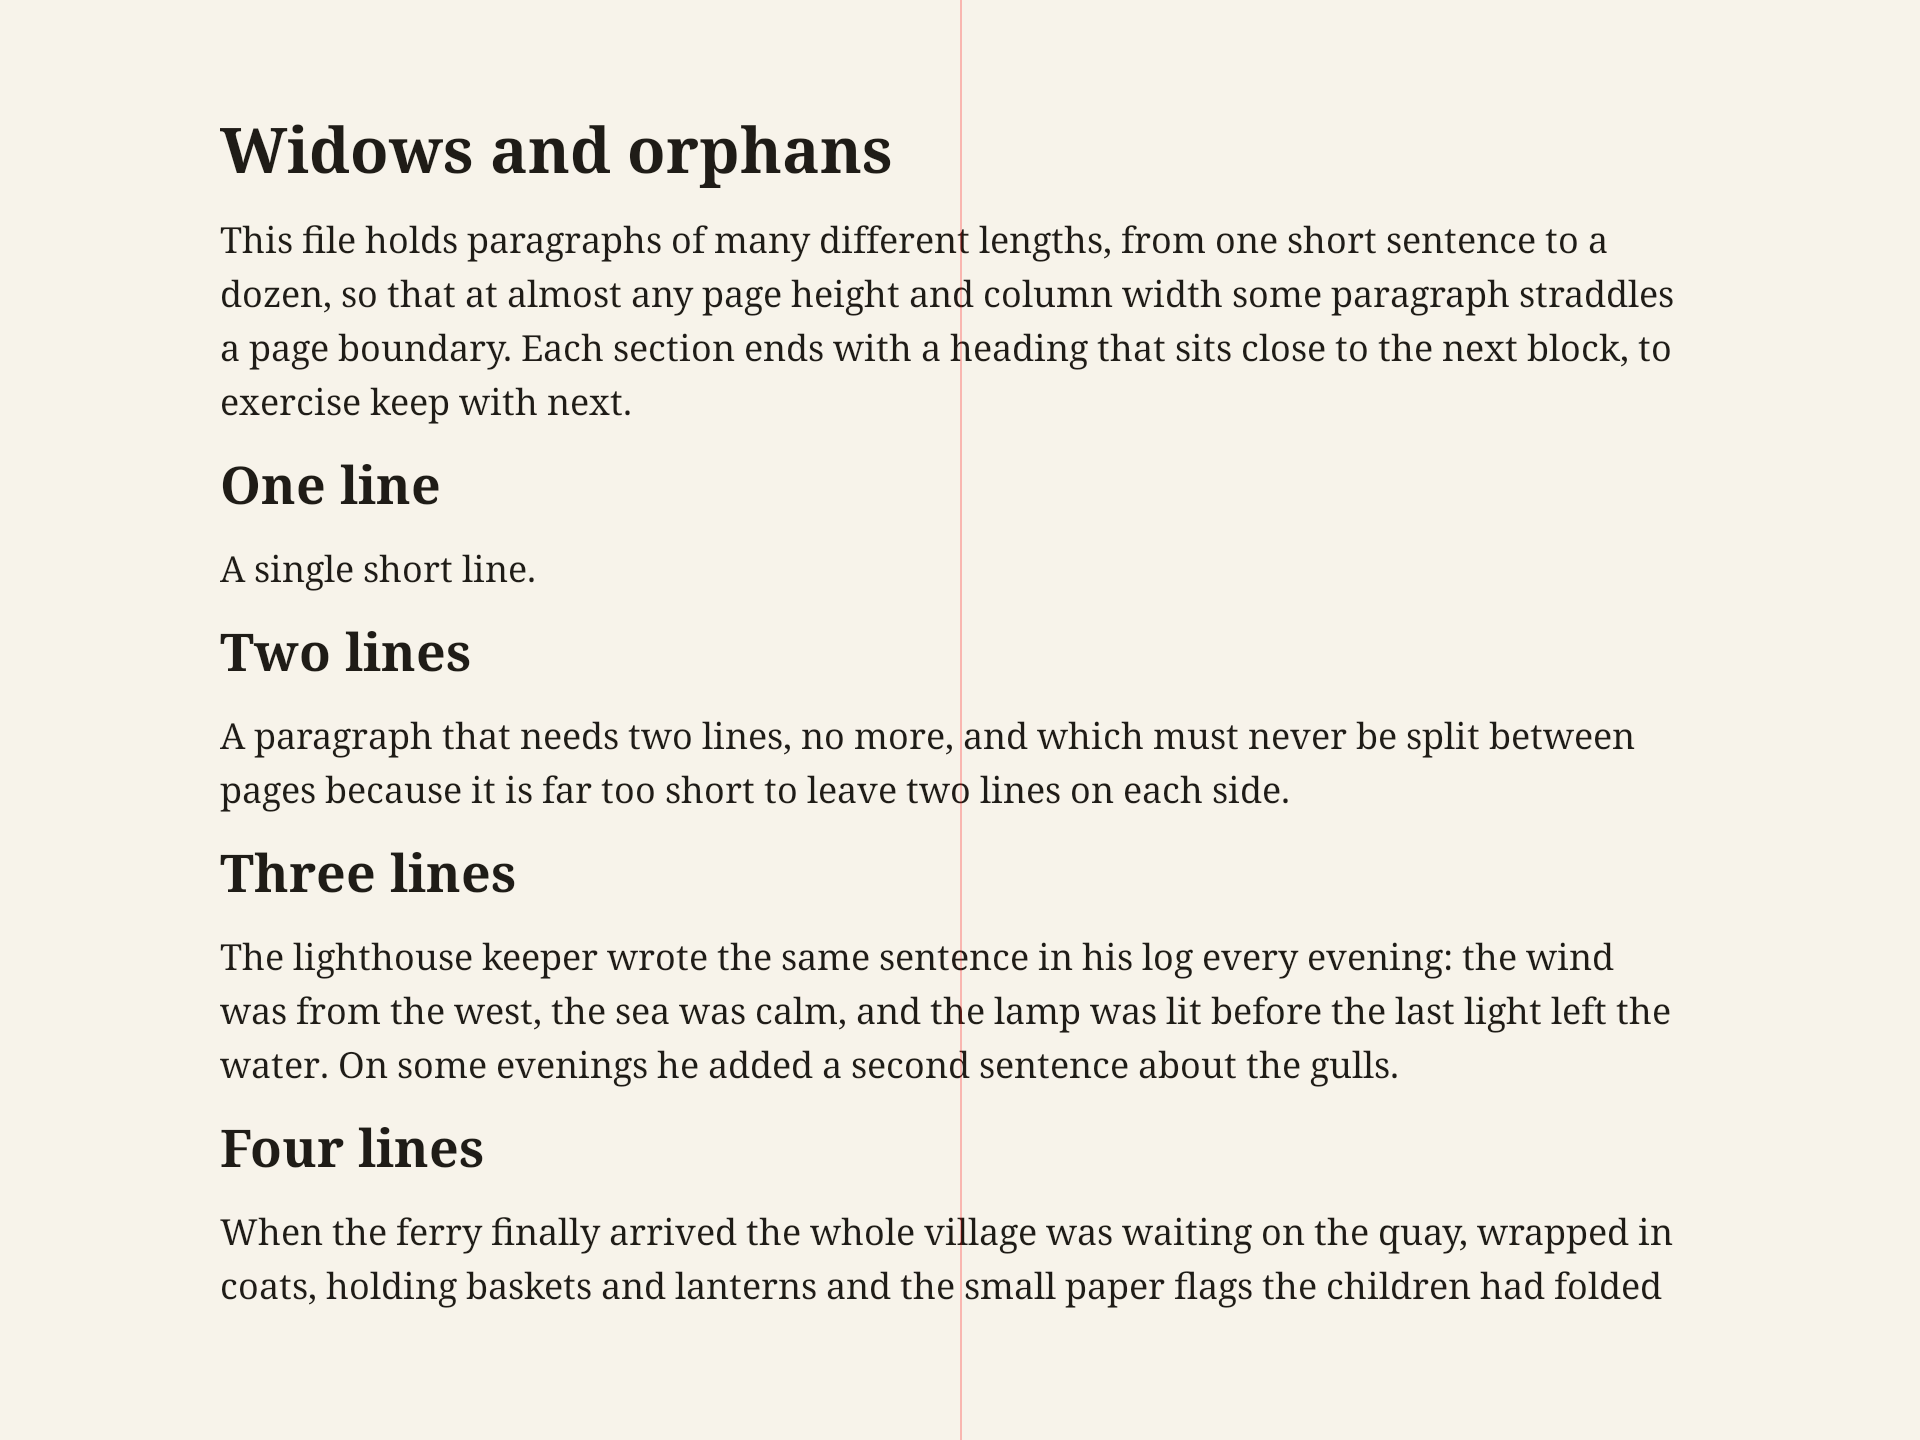 Widows and orphans
This file holds paragraphs of many different lengths, from one short sentence to a
dozen, so that at almost any page height and column width some paragraph straddles
a page boundary. Each section ends with a heading that sits close to the next block, to
exercise keep with next.
One line
A single short line.
Two lines
A paragraph that needs two lines, no more, and which must never be split between
pages because it is far too short to leave two lines on each side.
Three lines
The lighthouse keeper wrote the same sentence in his log every evening: the wind
was from the west, the sea was calm, and the lamp was lit before the last light left the
water. On some evenings he added a second sentence about the gulls.
Four lines
When the ferry finally arrived the whole village was waiting on the quay, wrapped in
coats, holding baskets and lanterns and the small paper flags the children had folded